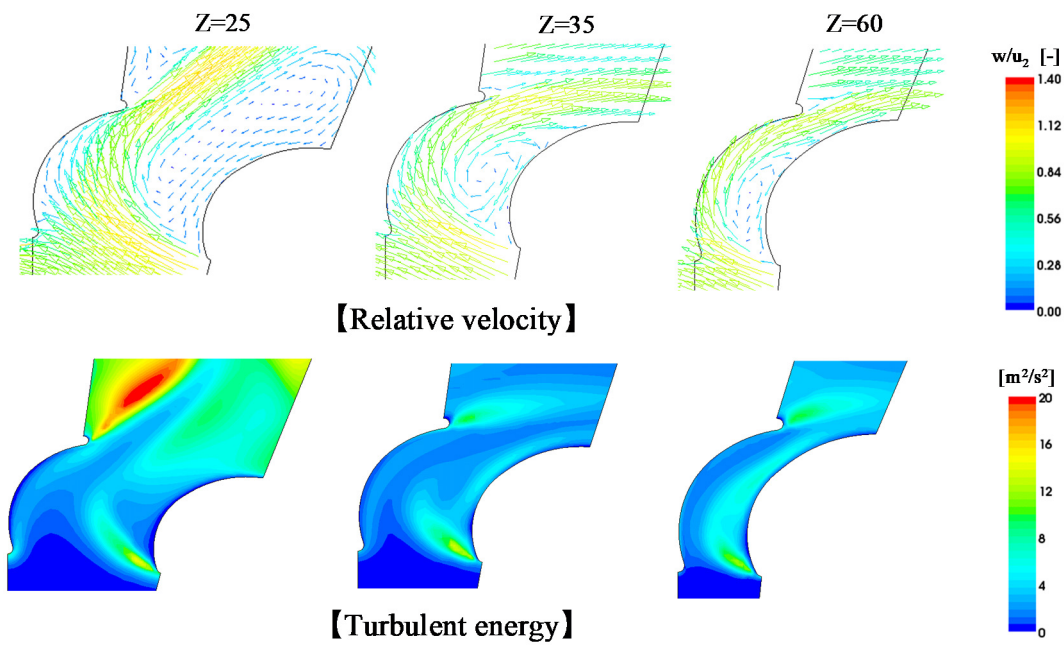 Z=25 Z=35 Z=60
w/u₂ [-]
1.40
1.12
0.84
0.56
0.28
0.00
【Relative velocity】
[m²/s²]
20
16
12
8
4
0
【Turbulent energy】